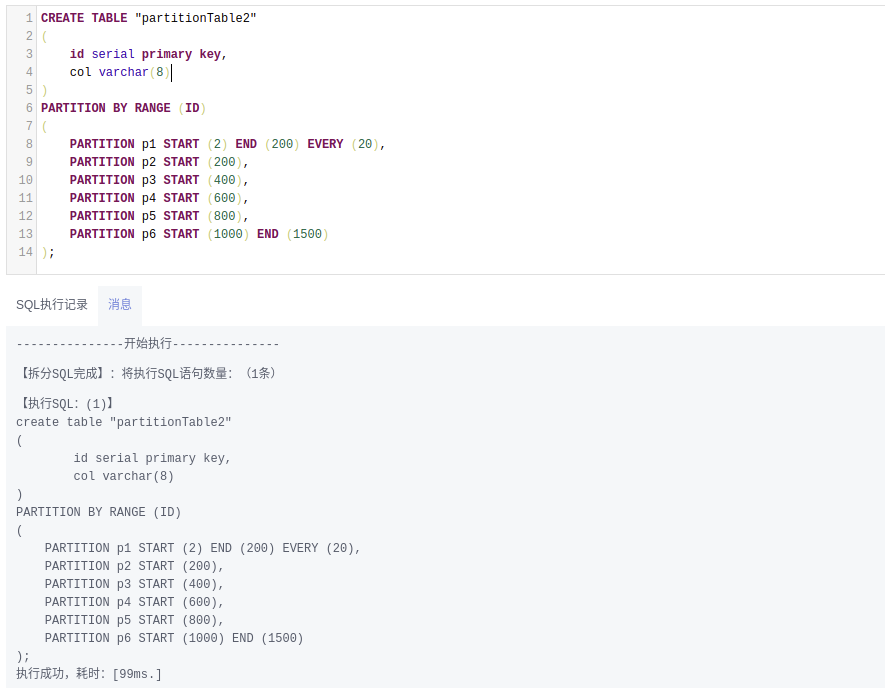 1 CREATE TABLE "partitionTable2"
2 (
3     id serial primary key,
4     col varchar(8)
5 )
6 PARTITION BY RANGE (ID)
7 (
8     PARTITION p1 START (2) END (200) EVERY (20),
9     PARTITION p2 START (200),
10     PARTITION p3 START (400),
11     PARTITION p4 START (600),
12     PARTITION p5 START (800),
13     PARTITION p6 START (1000) END (1500)
14 );
SQL执行记录 消息
---------------开始执行---------------
【拆分SQL完成】：将执行SQL语句数量：（1条）
【执行SQL：(1)】
create table "partitionTable2"
(
        id serial primary key,
        col varchar(8)
)
PARTITION BY RANGE (ID)
(
    PARTITION p1 START (2) END (200) EVERY (20),
    PARTITION p2 START (200),
    PARTITION p3 START (400),
    PARTITION p4 START (600),
    PARTITION p5 START (800),
    PARTITION p6 START (1000) END (1500)
);
执行成功，耗时：[99ms.]